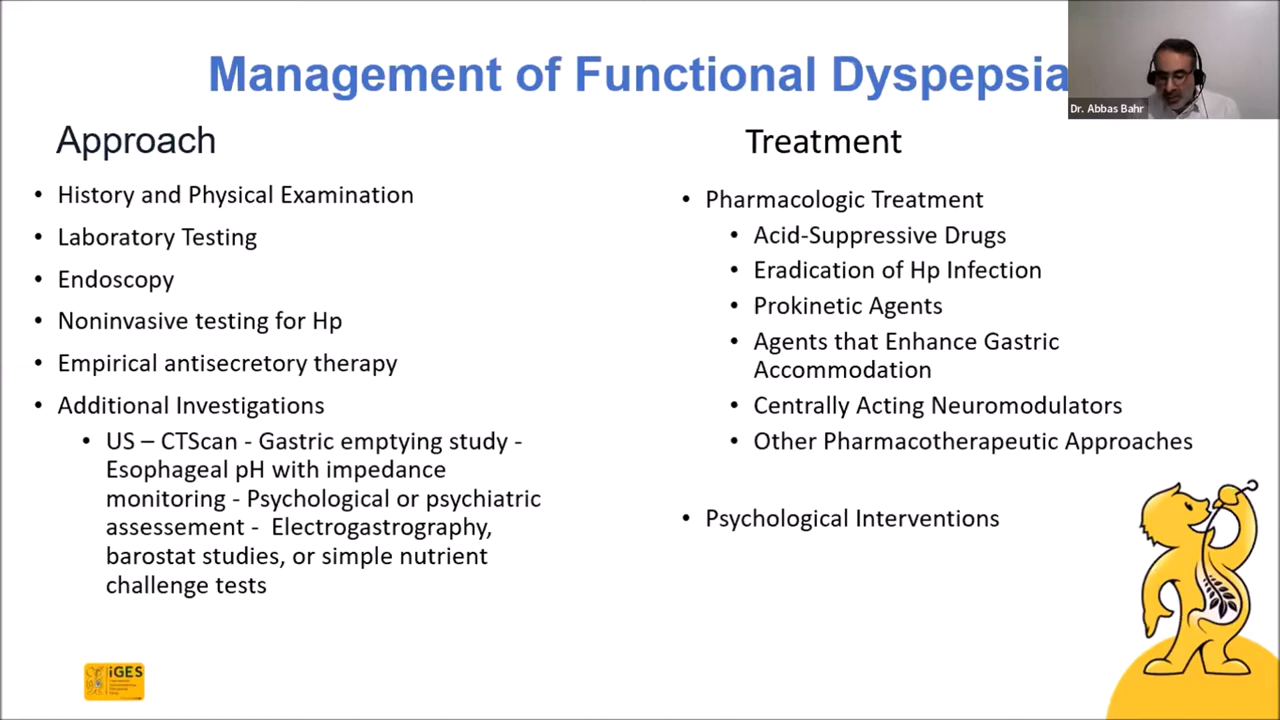 Management of Functional Dyspepsia
Dr. Abbas Bahr
Approach
• History and Physical Examination
• Laboratory Testing
• Endoscopy
• Noninvasive testing for Hp
• Empirical antisecretory therapy
• Additional Investigations
• US – CTScan - Gastric emptying study -
Esophageal pH with impedance
monitoring - Psychological or psychiatric
assessement - Electrogastrography,
barostat studies, or simple nutrient
challenge tests
Treatment
• Pharmacologic Treatment
• Acid-Suppressive Drugs
• Eradication of Hp Infection
• Prokinetic Agents
• Agents that Enhance Gastric
Accommodation
• Centrally Acting Neuromodulators
• Other Pharmacotherapeutic Approaches
• Psychological Interventions
iGES